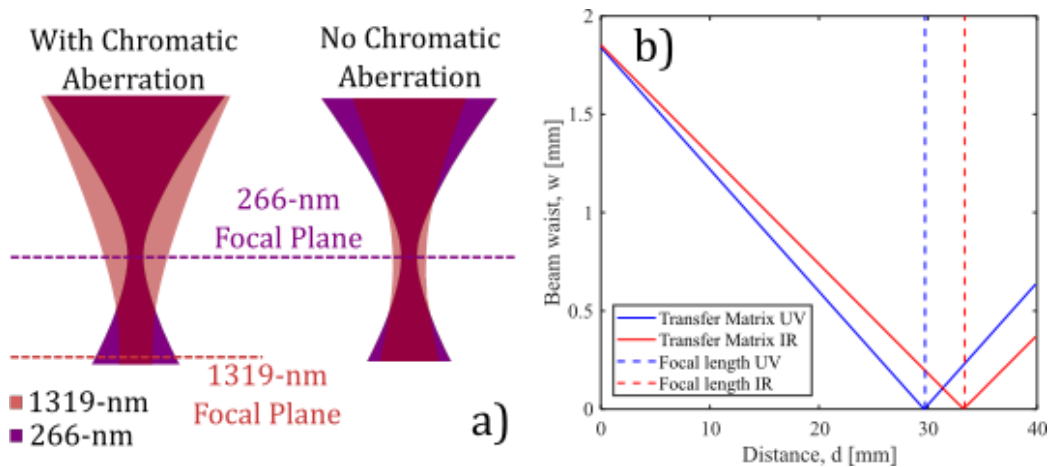 With Chromatic
Aberration
No Chromatic
Aberration
266-nm
Focal Plane
1319-nm
Focal Plane
1319-nm
266-nm
a)
b)
Beam waist, w [mm]
2
1.5
1
0.5
0
Transfer Matrix UV
Transfer Matrix IR
Focal length UV
Focal length IR
0 10 20 30 40
Distance, d [mm]